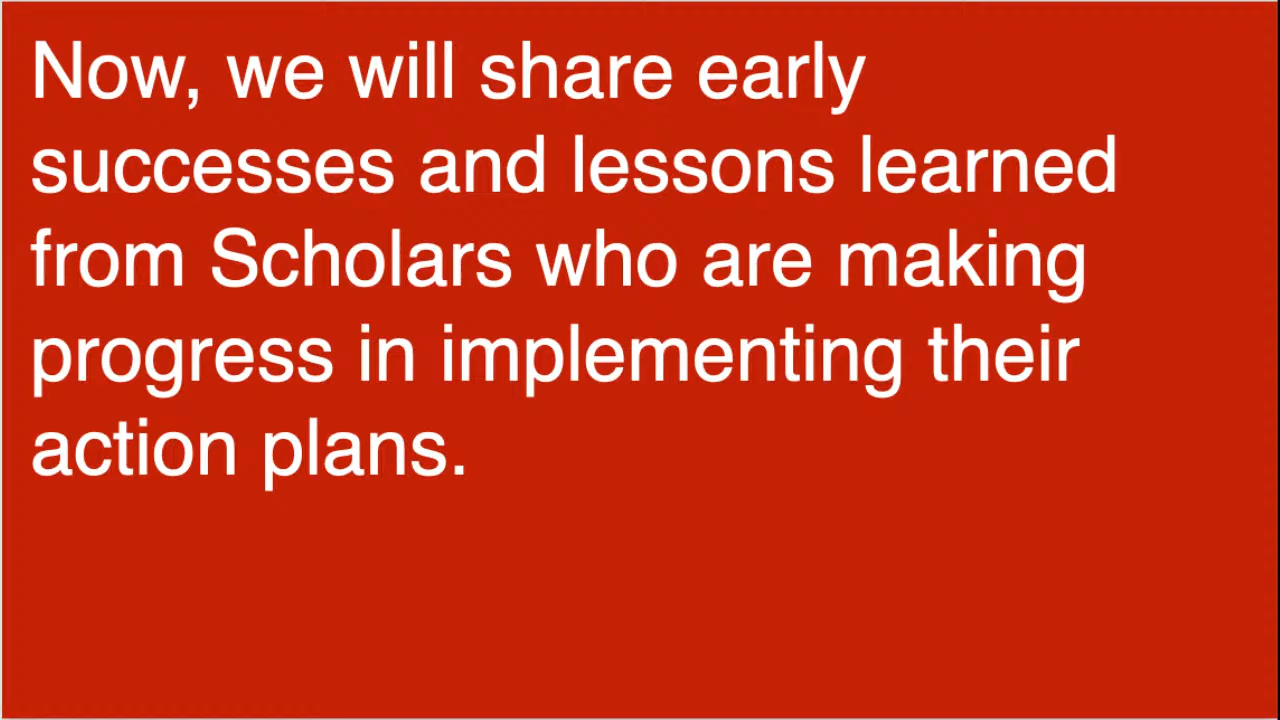 Now, we will share early
successes and lessons learned
from Scholars who are making
progress in implementing their
action plans.